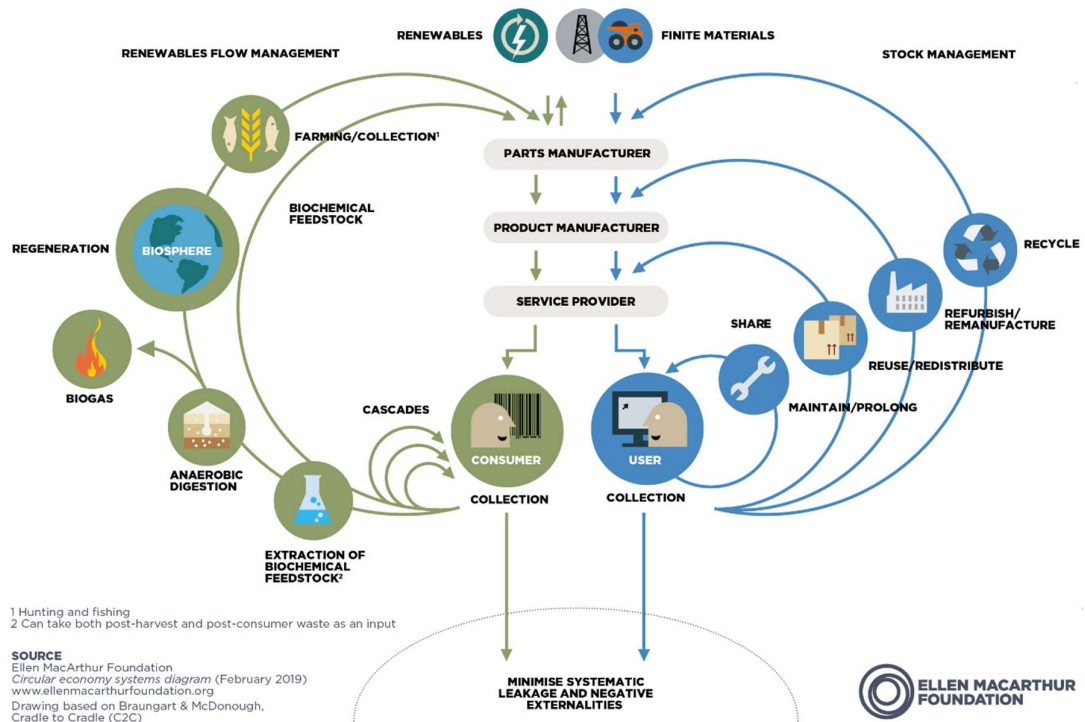 RENEWABLES
FINITE MATERIALS
RENEWABLES FLOW MANAGEMENT
STOCK MANAGEMENT
FARMING/COLLECTION¹
PARTS MANUFACTURER
BIOCHEMICAL
FEEDSTOCK
PRODUCT MANUFACTURER
REGENERATION
BIOSPHERE
RECYCLE
SERVICE PROVIDER
SHARE
REFURBISH/
REMANUFACTURE
REUSE/REDISTRIBUTE
BIOGAS
CASCADES
MAINTAIN/PROLONG
CONSUMER
USER
ANAEROBIC
DIGESTION
COLLECTION
COLLECTION
EXTRACTION OF
BIOCHEMICAL
FEEDSTOCK²
1 Hunting and fishing
2 Can take both post-harvest and post-consumer waste as an input
SOURCE
Ellen MacArthur Foundation
Circular economy systems diagram (February 2019)
www.ellenmacarthurfoundation.org
Drawing based on Braungart & McDonough,
Cradle to Cradle (C2C)
MINIMISE SYSTEMATIC
LEAKAGE AND NEGATIVE
EXTERNALITIES
ELLEN MACARTHUR
FOUNDATION